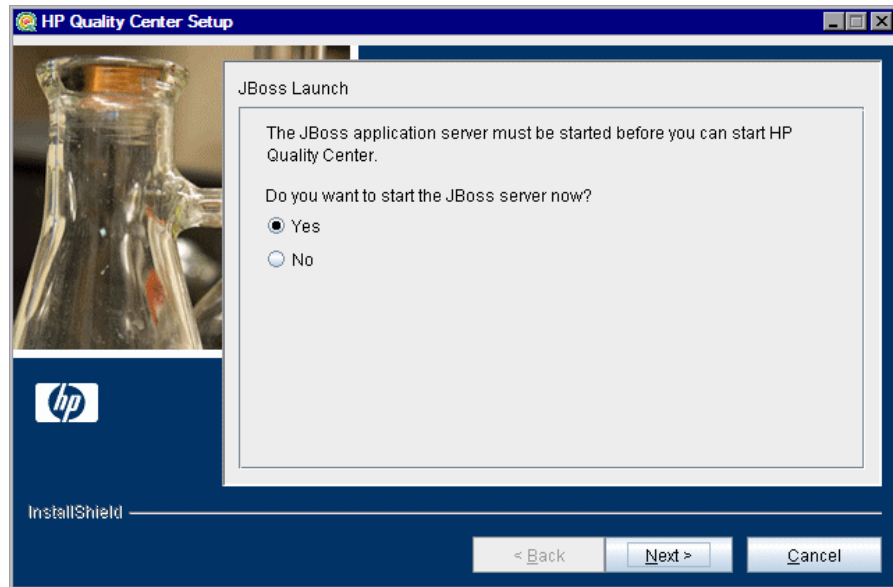 HP Quality Center Setup
JBoss Launch
The JBoss application server must be started before you can start HP
Quality Center.
Do you want to start the JBoss server now?
Yes
No
hp
InstallShield
< Back
Next >
Cancel